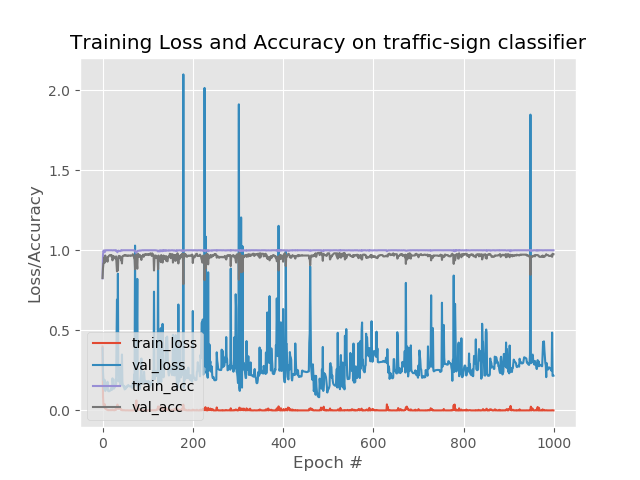 Training Loss and Accuracy on traffic-sign classifier
Loss/Accuracy
2.0
1.5
1.0
0.5
0.0
train_loss
val_loss
train_acc
val_acc
0 200 400 600 800 1000
Epoch #